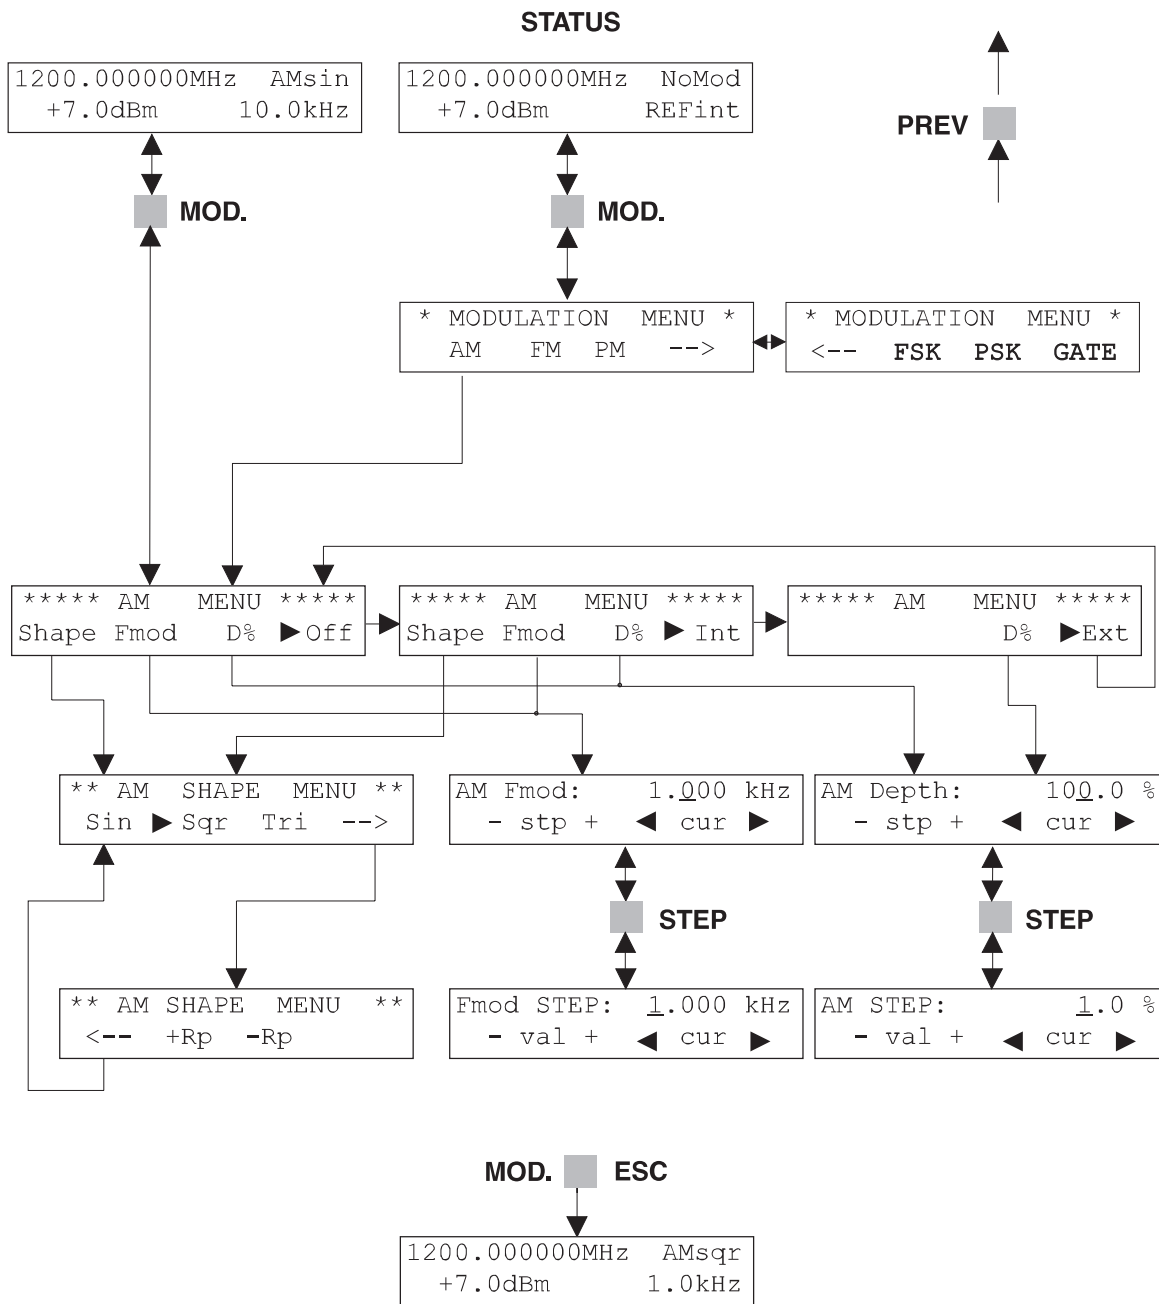 STATUS
1200.000000MHz AMsin
+7.0dBm 10.0kHz
1200.000000MHz NoMod
+7.0dBm REFint
PREV
MOD.
MOD.
* MODULATION MENU *
AM FM PM -->
* MODULATION MENU *
<-- FSK PSK GATE
***** AM MENU *****
Shape Fmod D% ▶Off
***** AM MENU *****
Shape Fmod D% ▶ Int
***** AM MENU *****
D% ▶Ext
** AM SHAPE MENU **
Sin ▶ Sqr Tri -->
AM Fmod: 1.000 kHz
- stp + ◀ cur ▶
AM Depth: 100.0 %
- stp + ◀ cur ▶
STEP
STEP
** AM SHAPE MENU **
<-- +Rp -Rp
Fmod STEP: 1.000 kHz
- val + ◀ cur ▶
AM STEP: 1.0 %
- val + ◀ cur ▶
MOD. ESC
1200.000000MHz AMsqr
+7.0dBm 1.0kHz